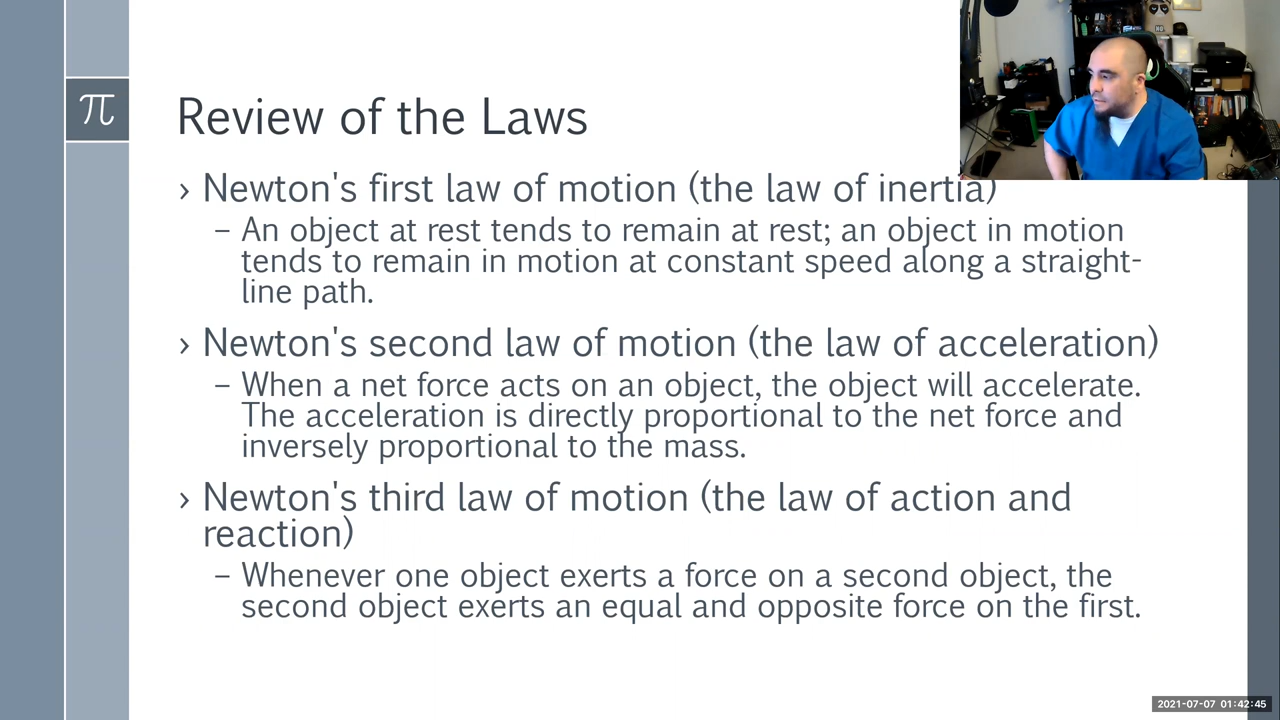 π
Review of the Laws
› Newton's first law of motion (the law of inertia)
– An object at rest tends to remain at rest; an object in motion
tends to remain in motion at constant speed along a straight-
line path.
› Newton's second law of motion (the law of acceleration)
– When a net force acts on an object, the object will accelerate.
The acceleration is directly proportional to the net force and
inversely proportional to the mass.
› Newton's third law of motion (the law of action and
reaction)
– Whenever one object exerts a force on a second object, the
second object exerts an equal and opposite force on the first.
2021-07-07 01:42:45